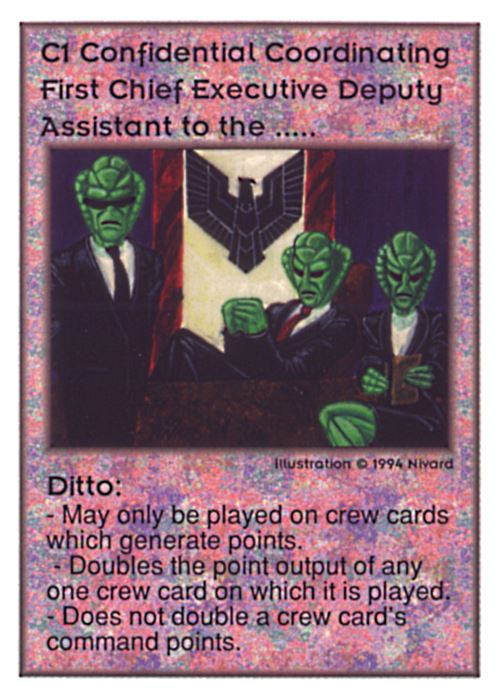 C1 Confidential Coordinating
First Chief Executive Deputy
Assistant to the .....
Illustration © 1994 Nivard
Ditto:
- May only be played on crew cards
which generate points.
- Doubles the point output of any
one crew card on which it is played.
- Does not double a crew card's
command points.